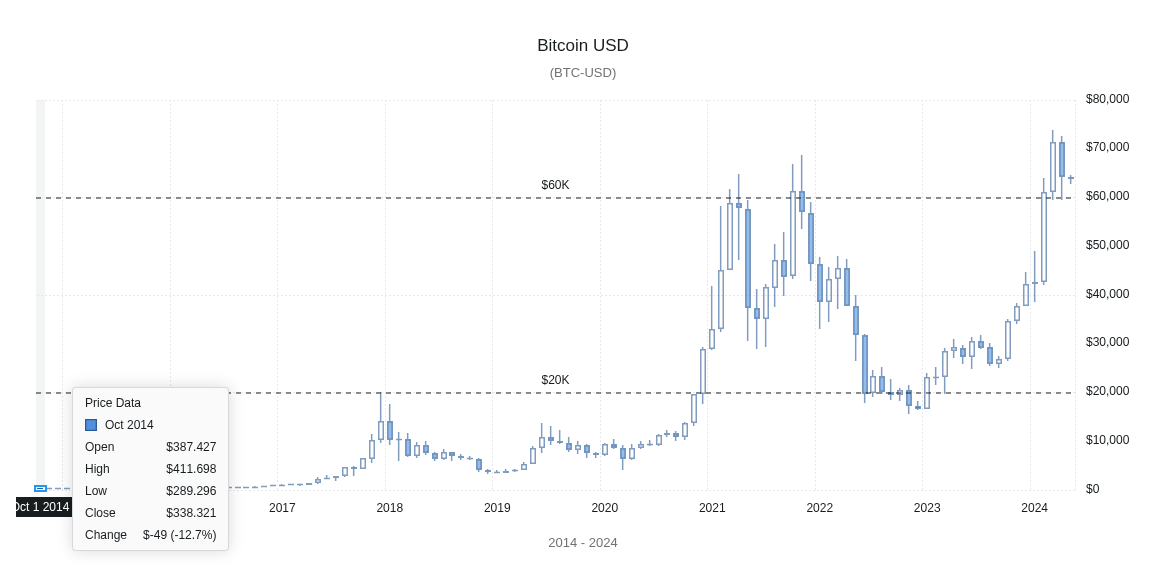 Bitcoin USD
(BTC-USD)
$80,000
$70,000
$60K
$60,000
$50,000
$40,000
$30,000
$20K
$20,000
$10,000
$0
Price Data
Oct 2014
Open $387.427
High $411.698
Low $289.296
Close $338.321
Change $-49 (-12.7%)
Oct 1 2014
2017 2018 2019 2020 2021 2022 2023 2024
2014 - 2024